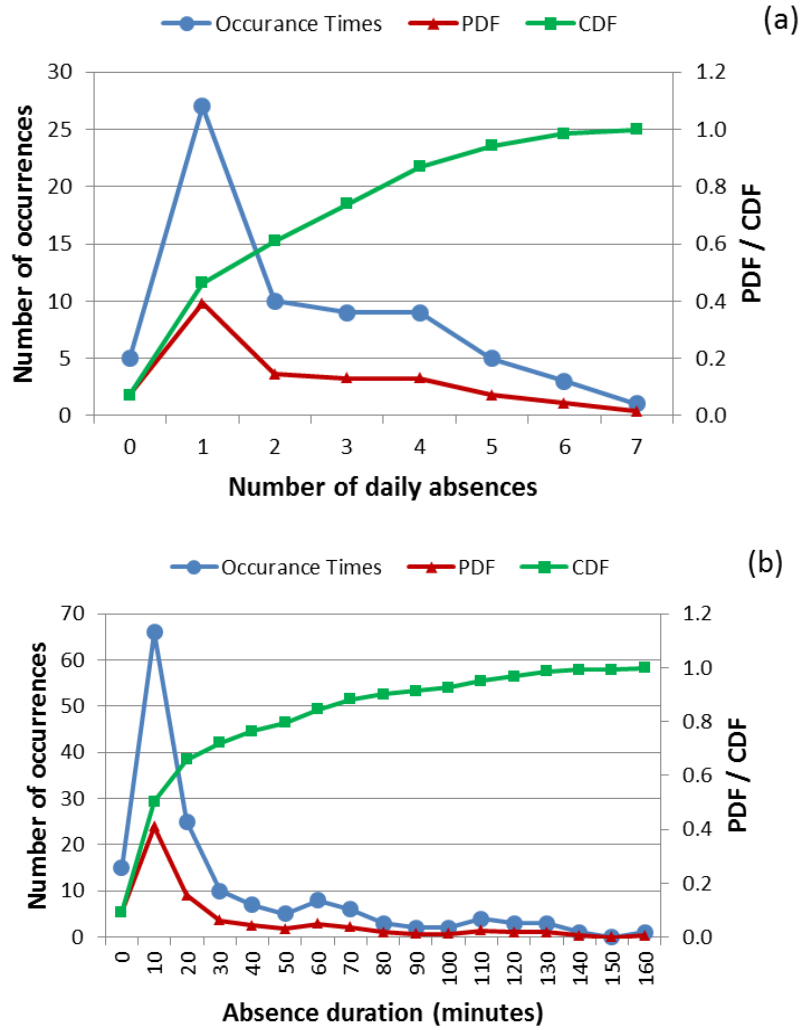 (a)
Occurance Times PDF CDF
30
25
20
15
10
5
0
1.2
1.0
0.8
0.6
0.4
0.2
0.0
Number of occurrences
PDF / CDF
0 1 2 3 4 5 6 7
Number of daily absences
(b)
Occurance Times PDF CDF
70
60
50
40
30
20
10
0
1.2
1.0
0.8
0.6
0.4
0.2
0.0
Number of occurrences
PDF / CDF
0 10 20 30 40 50 60 70 80 90 100 110 120 130 140 150 160
Absence duration (minutes)